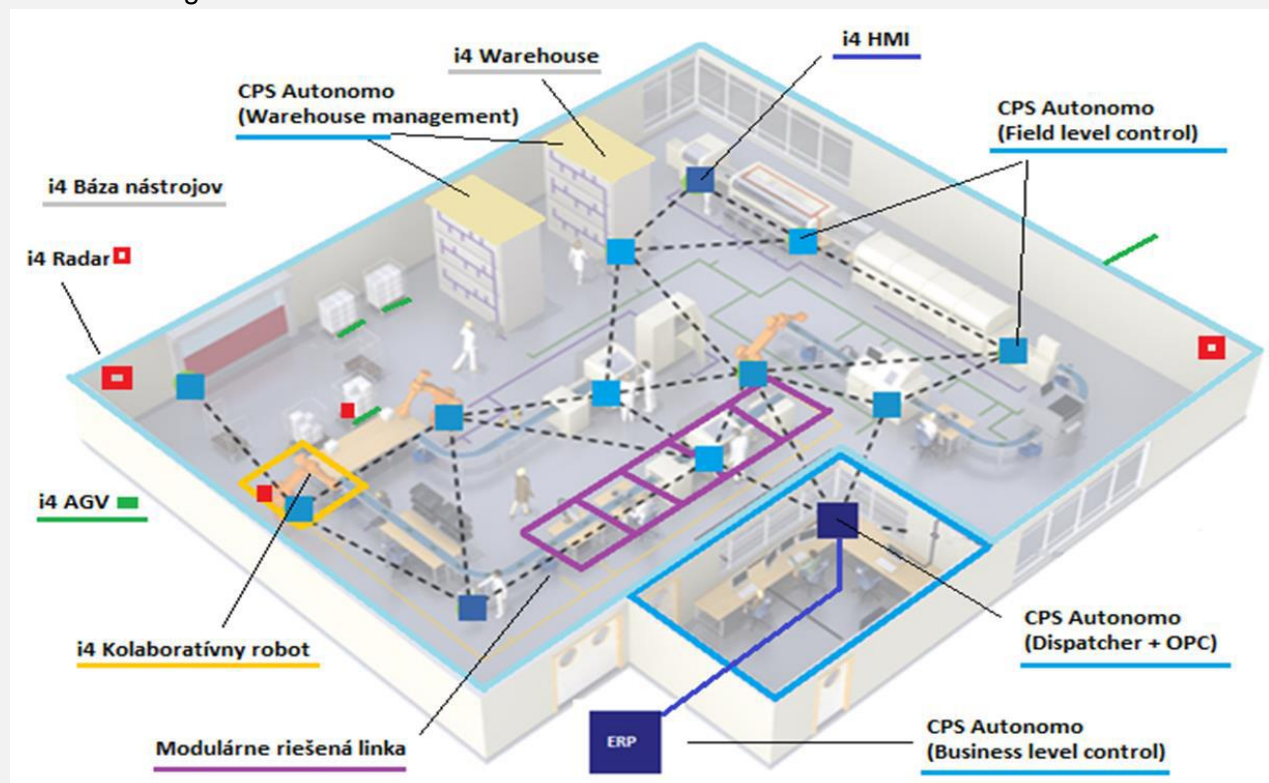 i4 HMI
i4 Warehouse
CPS Autonomo
(Warehouse management)
CPS Autonomo
(Field level control)
i4 Báza nástrojov
i4 Radar
i4 AGV
i4 Kolaboratívny robot
CPS Autonomo
(Dispatcher + OPC)
Modulárne riešená linka
ERP
CPS Autonomo
(Business level control)